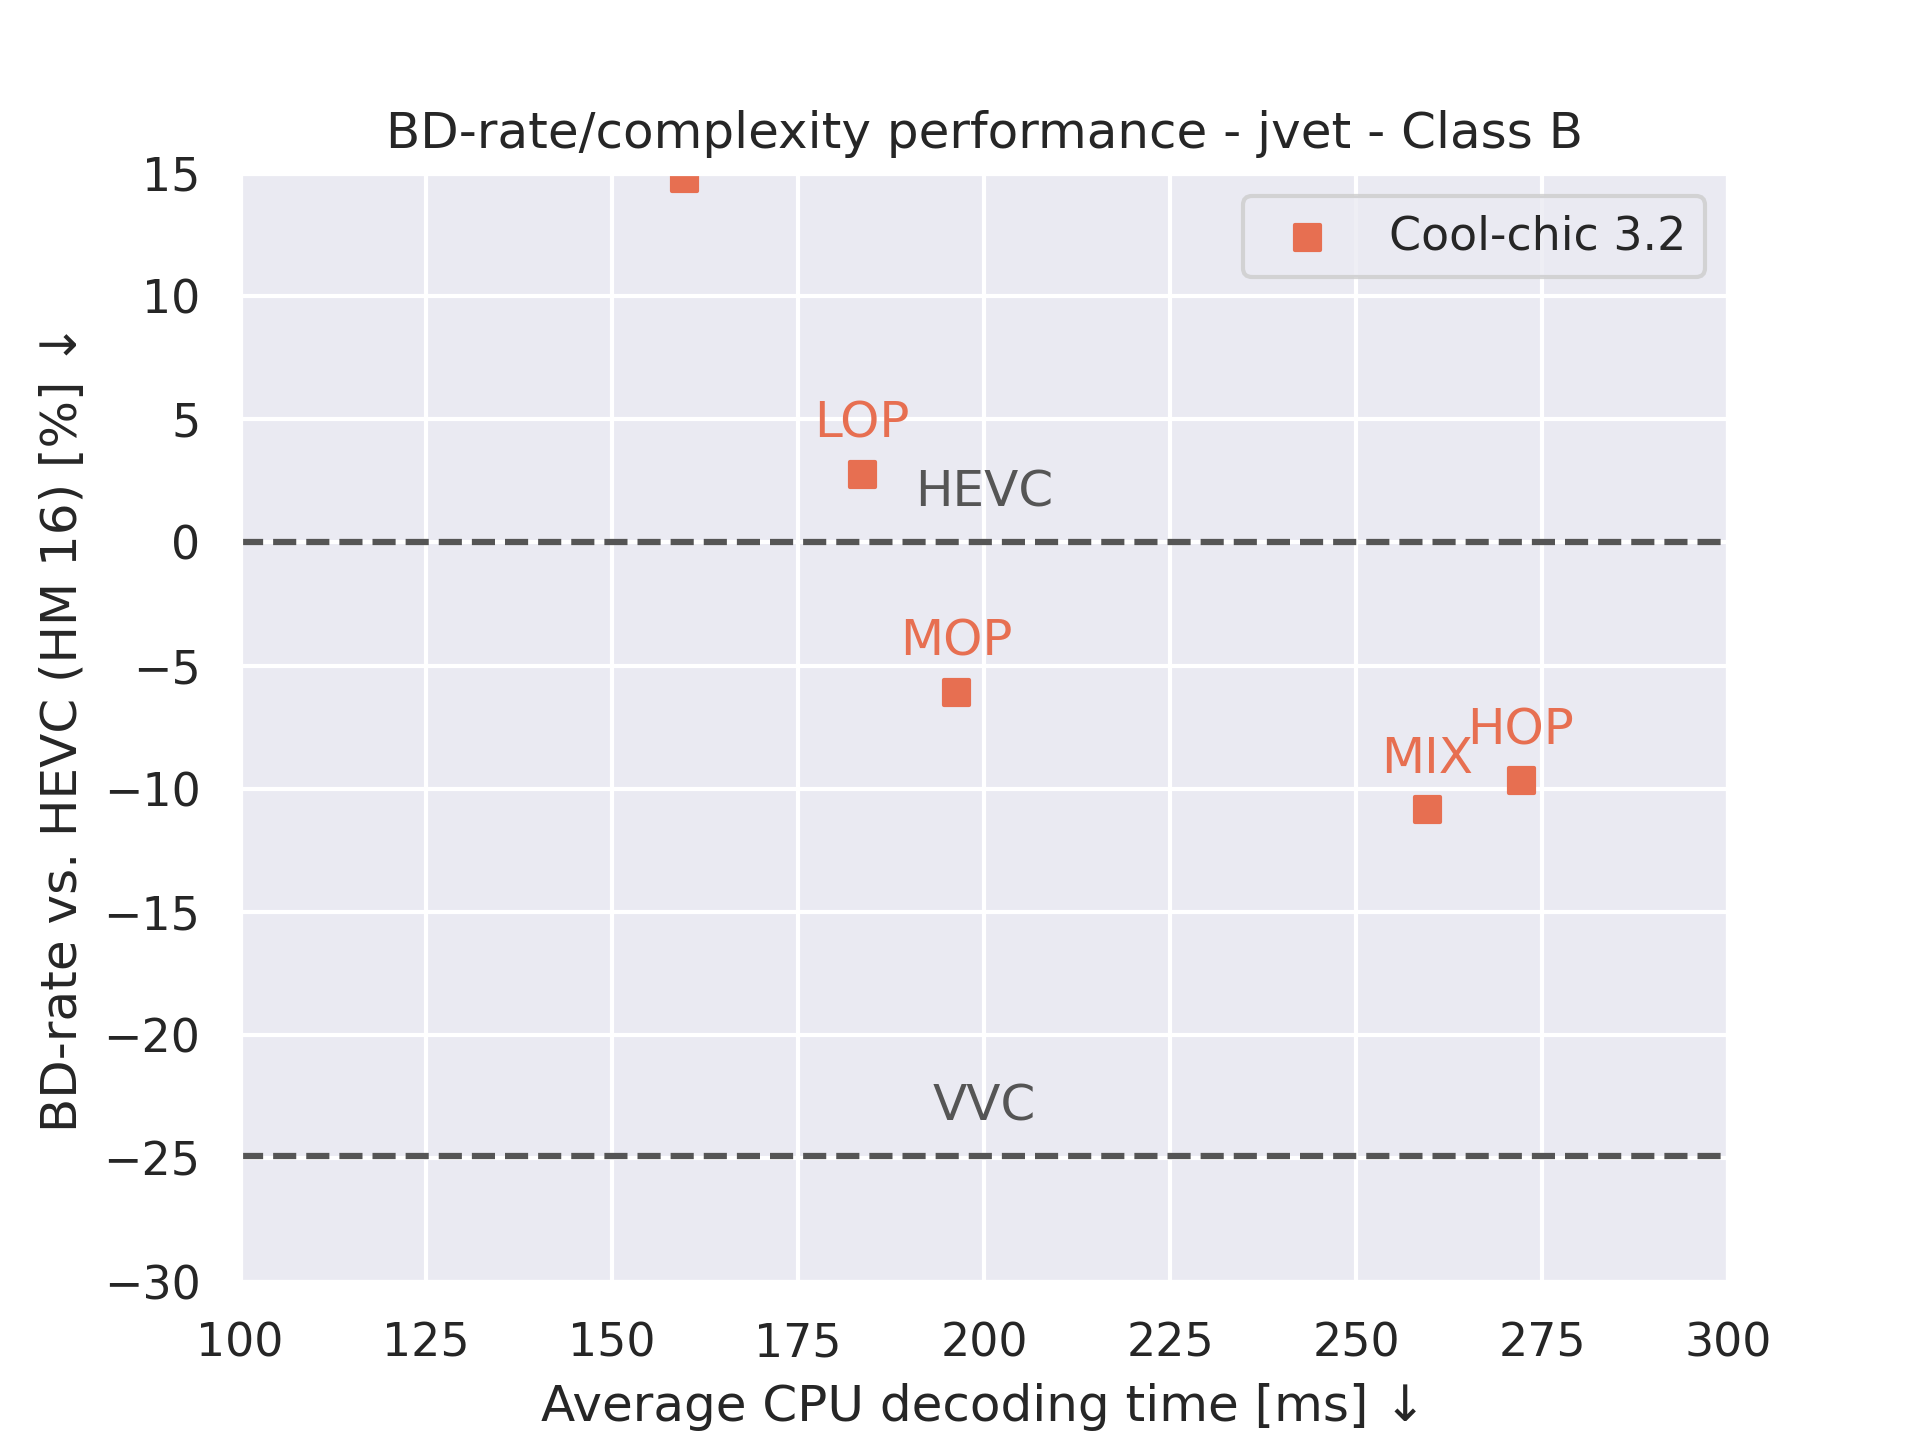 BD-rate/complexity performance - jvet - Class B
15
10
5
0
−5
−10
−15
−20
−25
−30
BD-rate vs. HEVC (HM 16) [%] ↓
Cool-chic 3.2
LOP
HEVC
MOP
HOP
MIX
VVC
100 125 150 175 200 225 250 275 300
Average CPU decoding time [ms] ↓